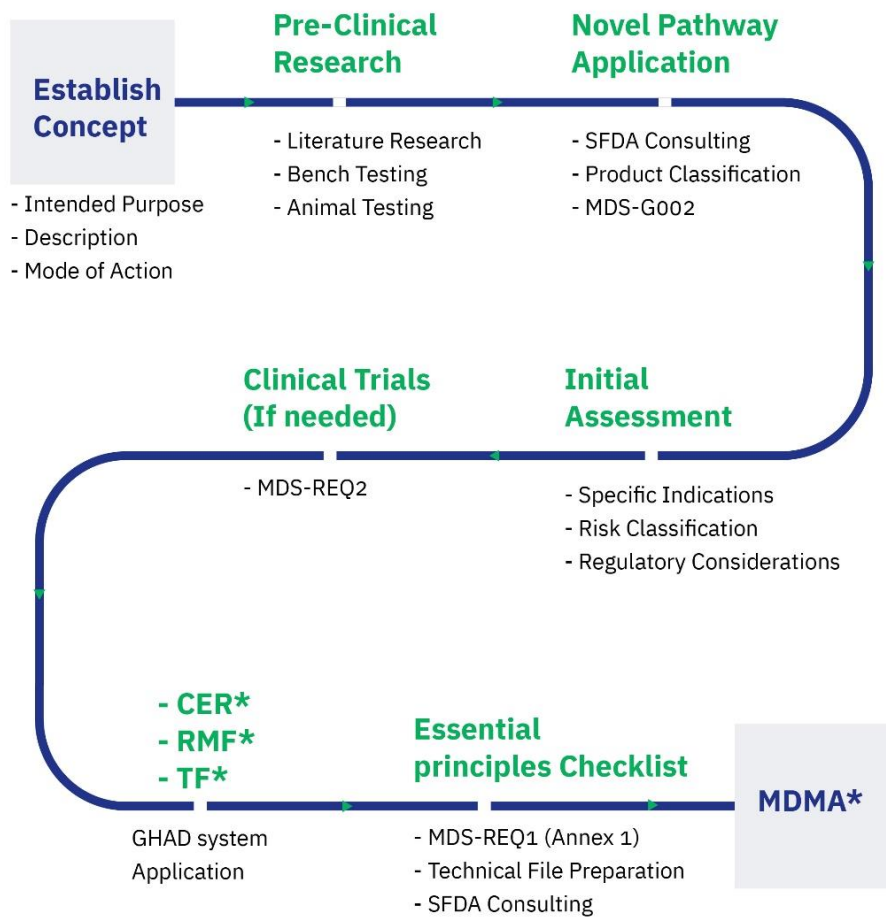 Establish
Concept
- Intended Purpose
- Description
- Mode of Action
Pre-Clinical
Research
- Literature Research
- Bench Testing
- Animal Testing
Novel Pathway
Application
- SFDA Consulting
- Product Classification
- MDS-G002
Initial
Assessment
- Specific Indications
- Risk Classification
- Regulatory Considerations
Clinical Trials
(If needed)
- MDS-REQ2
- CER*
- RMF*
- TF*
GHAD system
Application
Essential
principles Checklist
- MDS-REQ1 (Annex 1)
- Technical File Preparation
- SFDA Consulting
MDMA*